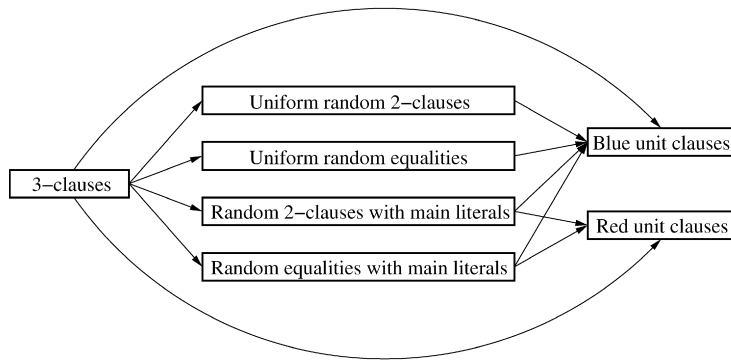 Uniform random 2−clauses
Uniform random equalities
Blue unit clauses
3−clauses
Random 2−clauses with main literals
Red unit clauses
Random equalities with main literals